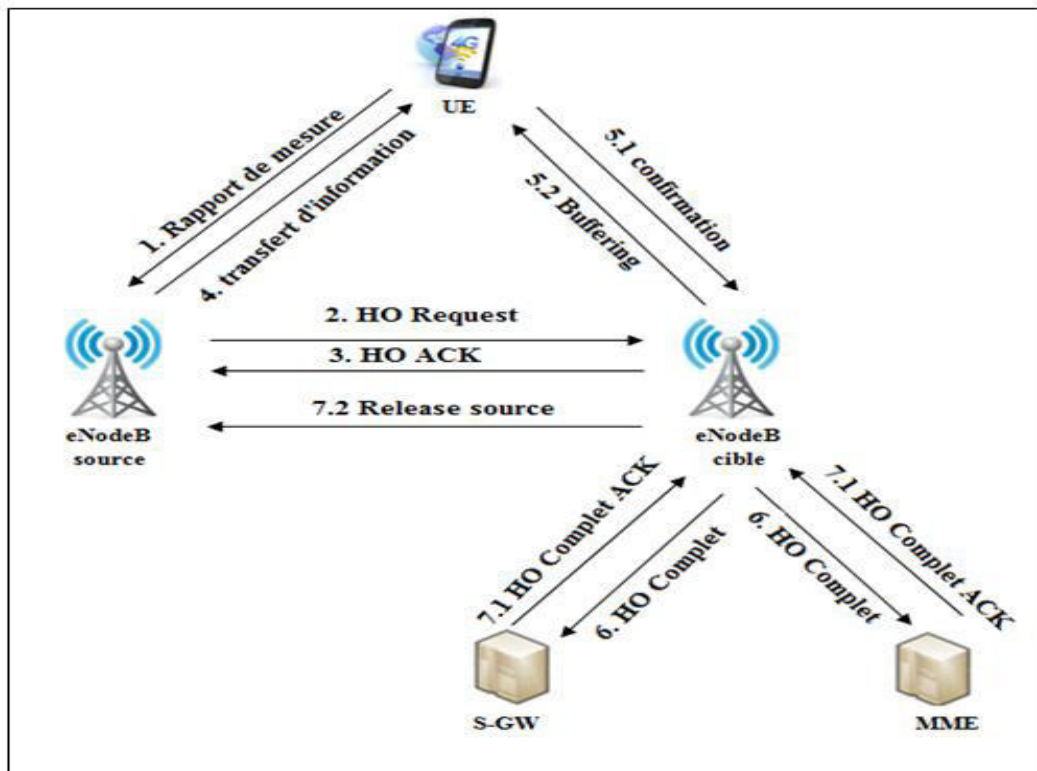 4G
UE
1. Rapport de mesure
4. transfert d'information
5.1 confirmation
5.2 Buffering
2. HO Request
3. HO ACK
7.2 Release source
eNodeB
source
eNodeB
cible
7.1 HO Complet ACK
6. HO Complet
6. HO Complet
7.1 HO Complet ACK
S-GW
MME